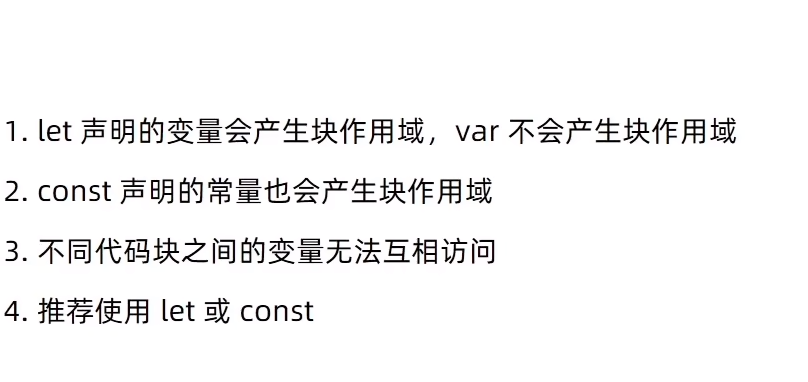 1. let 声明的变量会产生块作用域，var 不会产生块作用域
2. const 声明的常量也会产生块作用域
3. 不同代码块之间的变量无法互相访问
4. 推荐使用 let 或 const